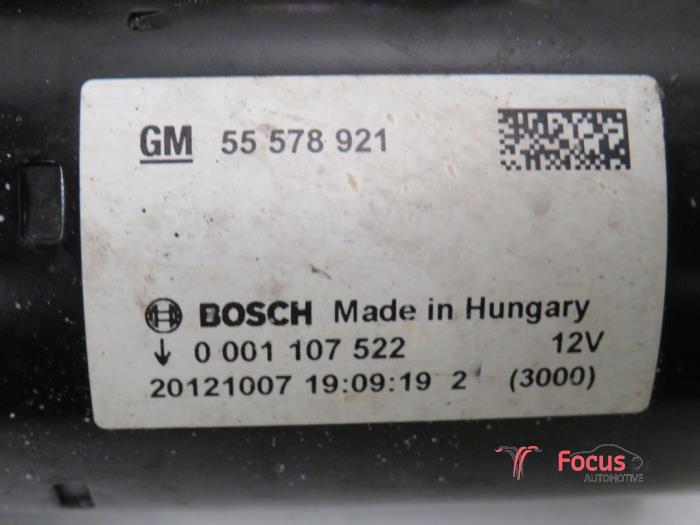 GM 55 578 921
BOSCH Made in Hungary
↓ 0 001 107 522 12V
20121007 19:09:19 2 (3000)
Focus
AUTOMOTIVE